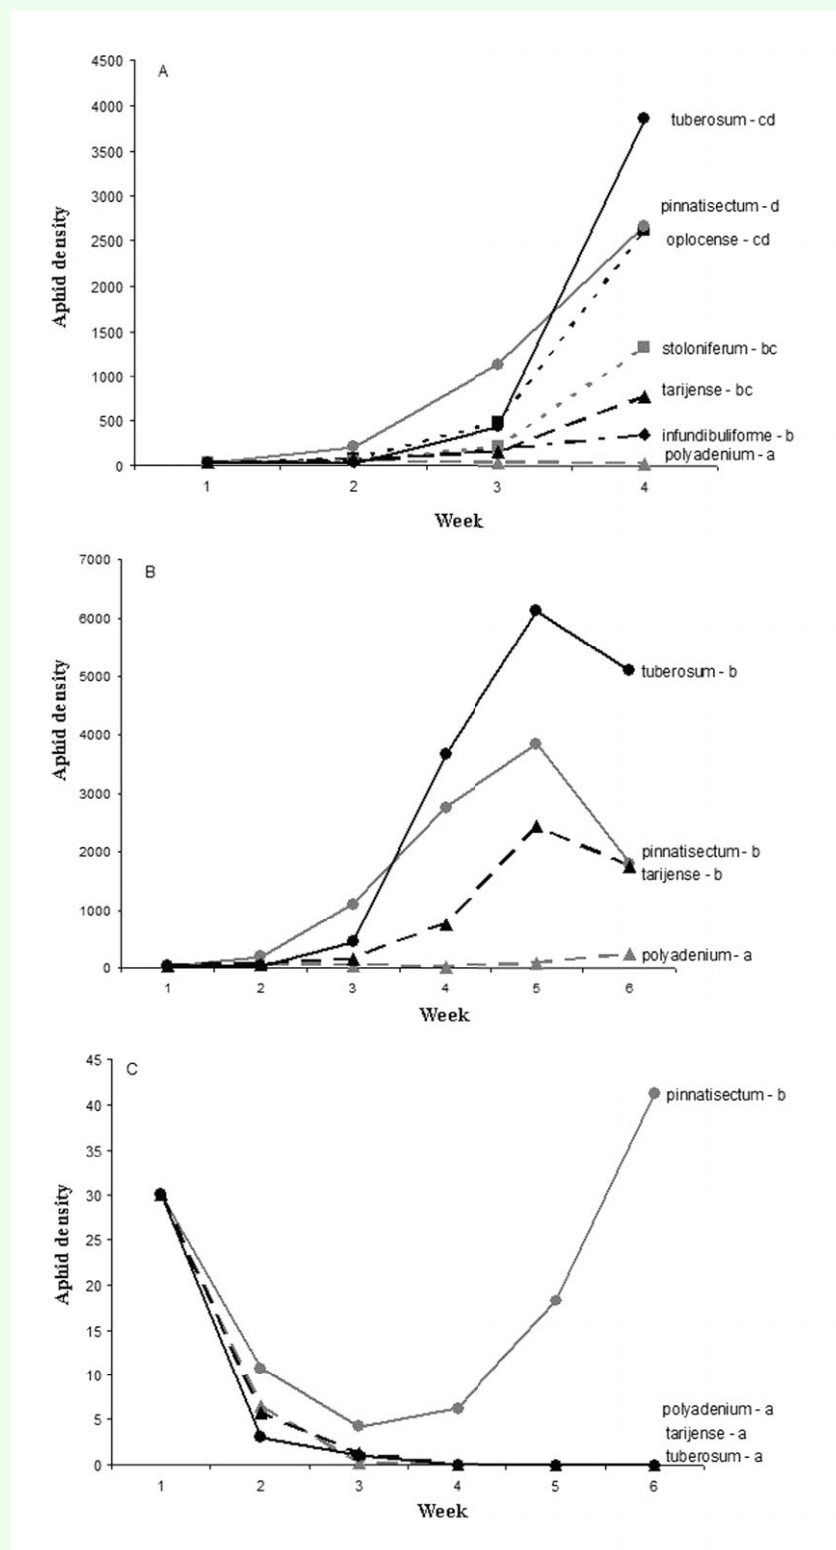 A
4500
4000
3500
3000
2500
2000
1500
1000
500
0
Aphid density
tuberosum - cd
pinnatisectum - d
oplocense - cd
stoloniferum - bc
tarijense - bc
infundibuliforme - b
polyadenium - a
1 2 3 4
Week
B
7000
6000
5000
4000
3000
2000
1000
0
Aphid density
tuberosum - b
pinnatisectum - b
tarijense - b
polyadenium - a
1 2 3 4 5 6
Week
C
45
40
35
30
25
20
15
10
5
0
Aphid density
pinnatisectum - b
polyadenium - a
tarijense - a
tuberosum - a
1 2 3 4 5 6
Week